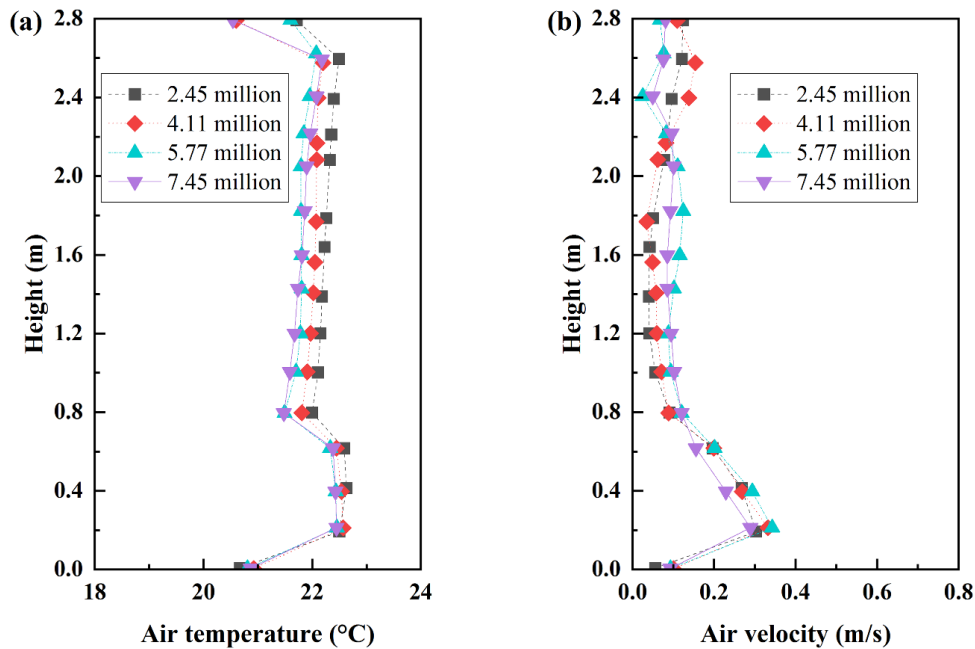 (a)
2.8
2.4
2.0
1.6
1.2
0.8
0.4
0.0
Height (m)
2.45 million
4.11 million
5.77 million
7.45 million
18
20
22
24
Air temperature (°C)
(b)
2.8
2.4
2.0
1.6
1.2
0.8
0.4
0.0
Height (m)
2.45 million
4.11 million
5.77 million
7.45 million
0.0
0.2
0.4
0.6
0.8
Air velocity (m/s)